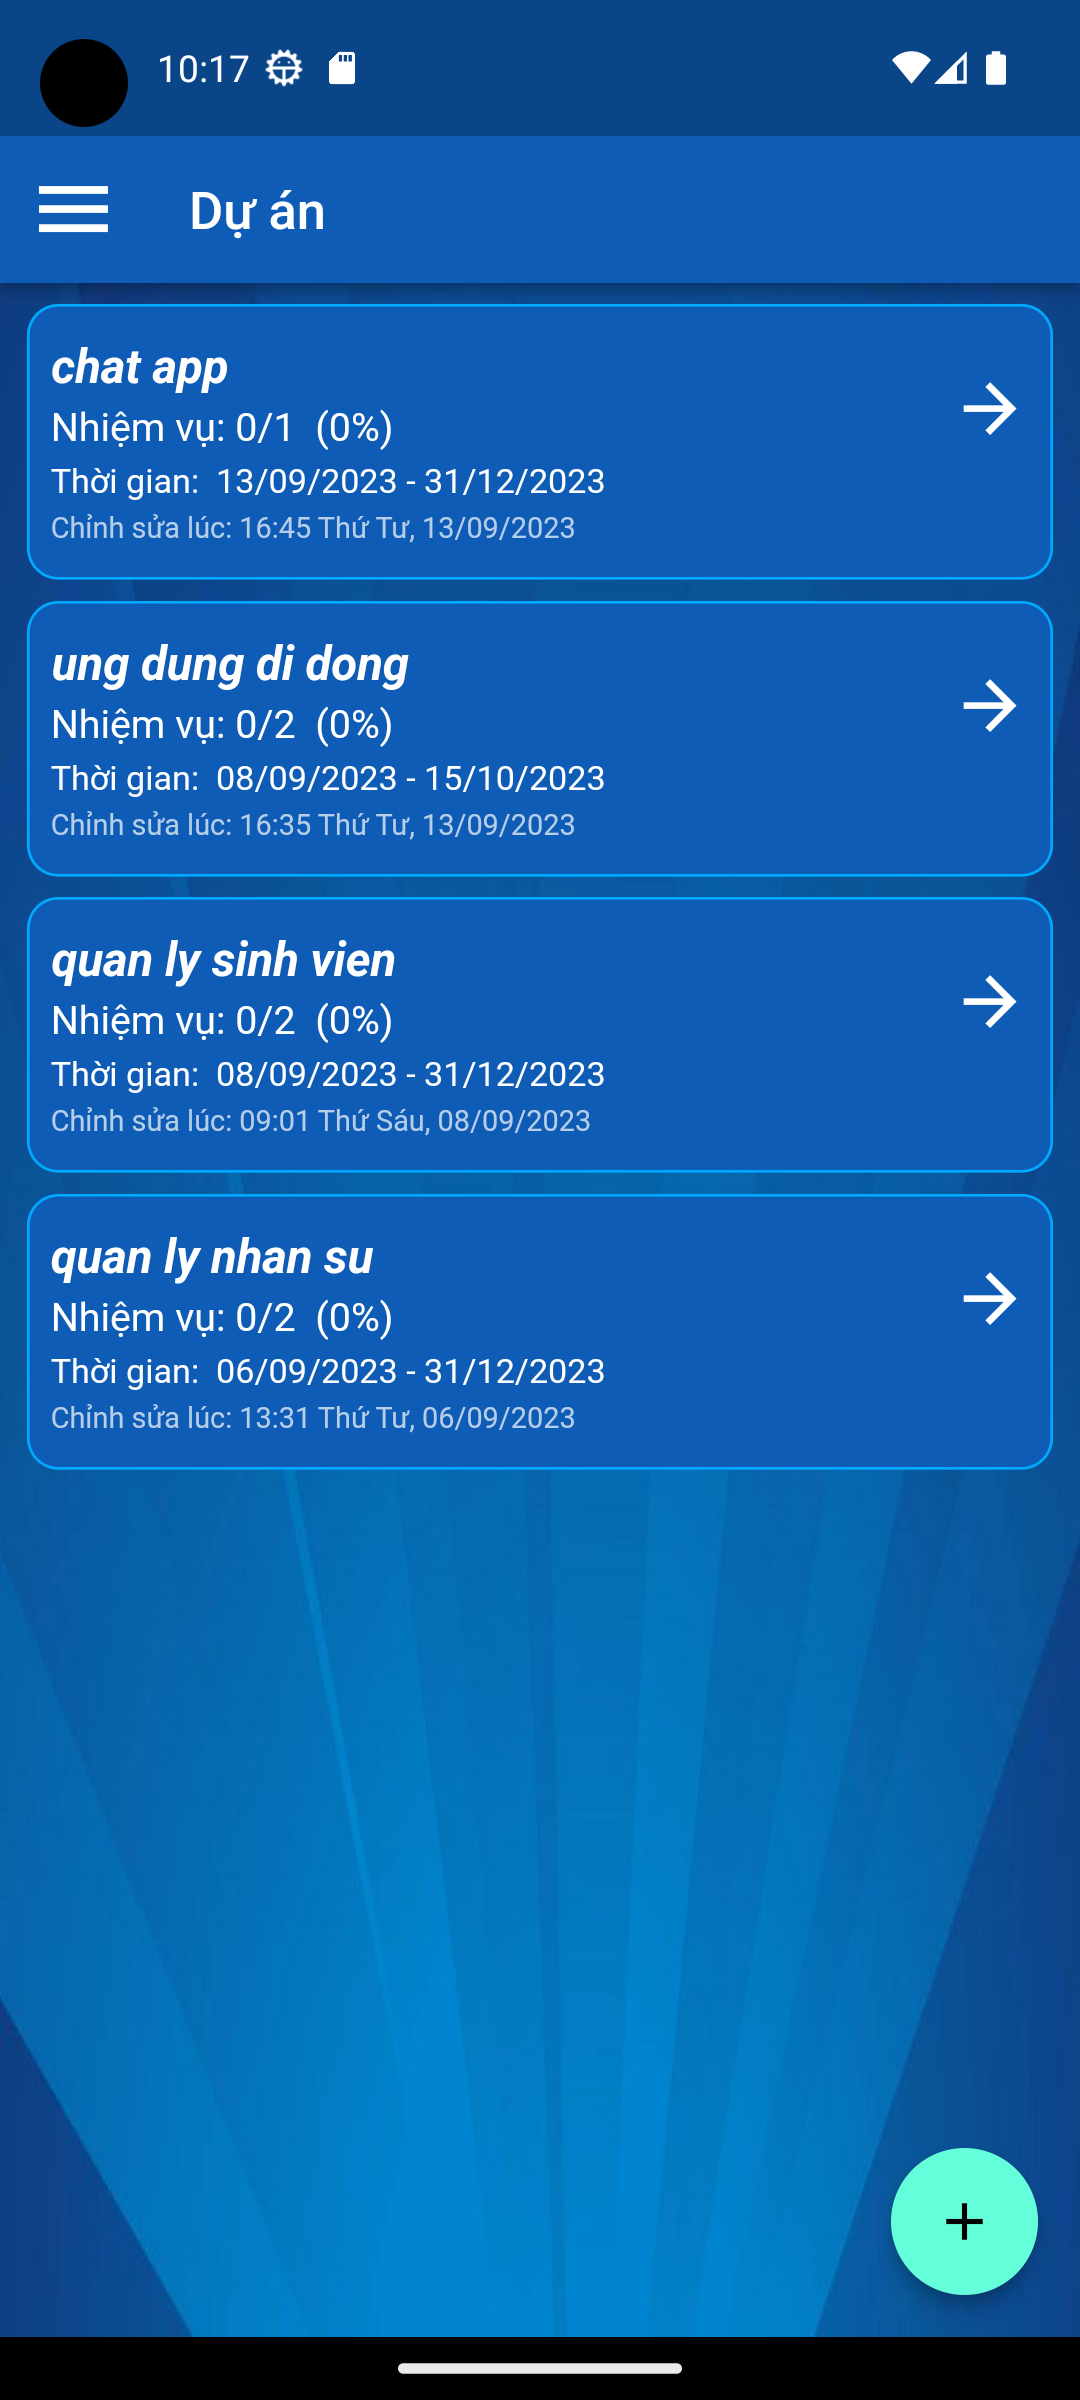 10:17
Dự án
chat app
Nhiệm vụ: 0/1 (0%)
Thời gian: 13/09/2023 - 31/12/2023
Chỉnh sửa lúc: 16:45 Thứ Tư, 13/09/2023
ung dung di dong
Nhiệm vụ: 0/2 (0%)
Thời gian: 08/09/2023 - 15/10/2023
Chỉnh sửa lúc: 16:35 Thứ Tư, 13/09/2023
quan ly sinh vien
Nhiệm vụ: 0/2 (0%)
Thời gian: 08/09/2023 - 31/12/2023
Chỉnh sửa lúc: 09:01 Thứ Sáu, 08/09/2023
quan ly nhan su
Nhiệm vụ: 0/2 (0%)
Thời gian: 06/09/2023 - 31/12/2023
Chỉnh sửa lúc: 13:31 Thứ Tư, 06/09/2023